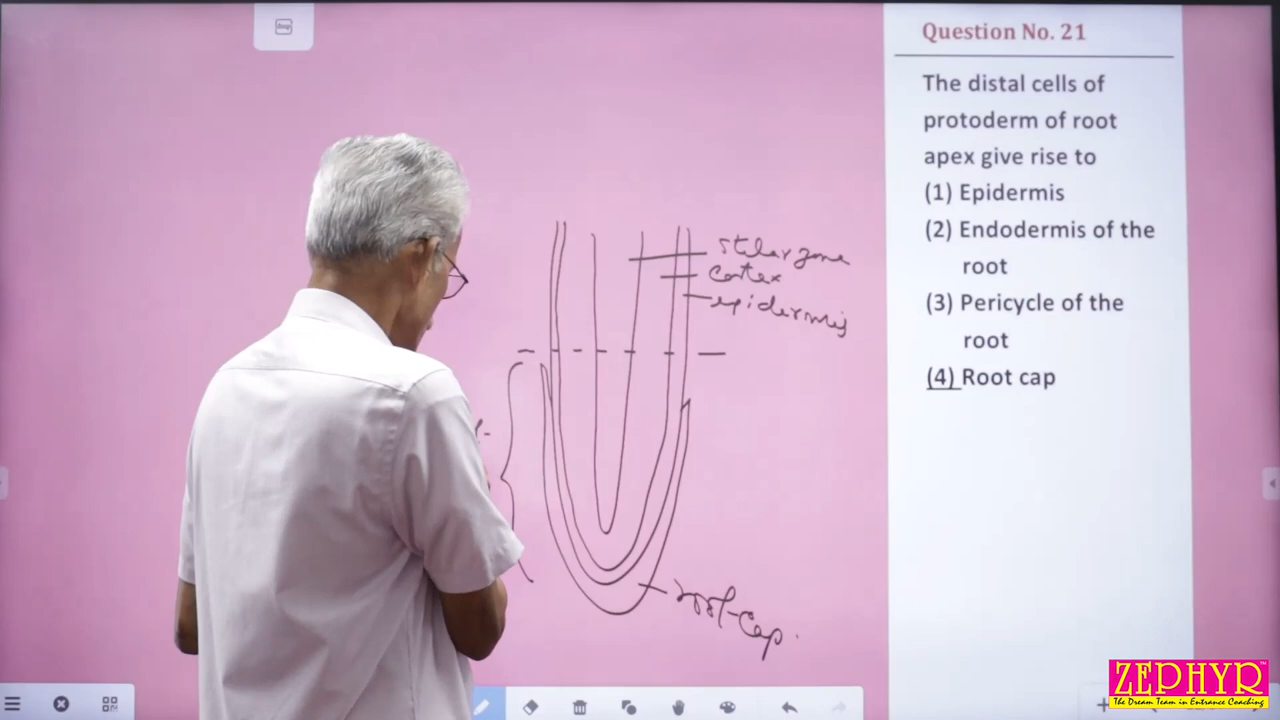 Question No. 21
The distal cells of
protoderm of root
apex give rise to
(1) Epidermis
(2) Endodermis of the
root
(3) Pericycle of the
root
(4) Root cap
Stelar zone
Cortex
epidermis
root-cap
ZEPHYR™
The Dream Team in Entrance Coaching